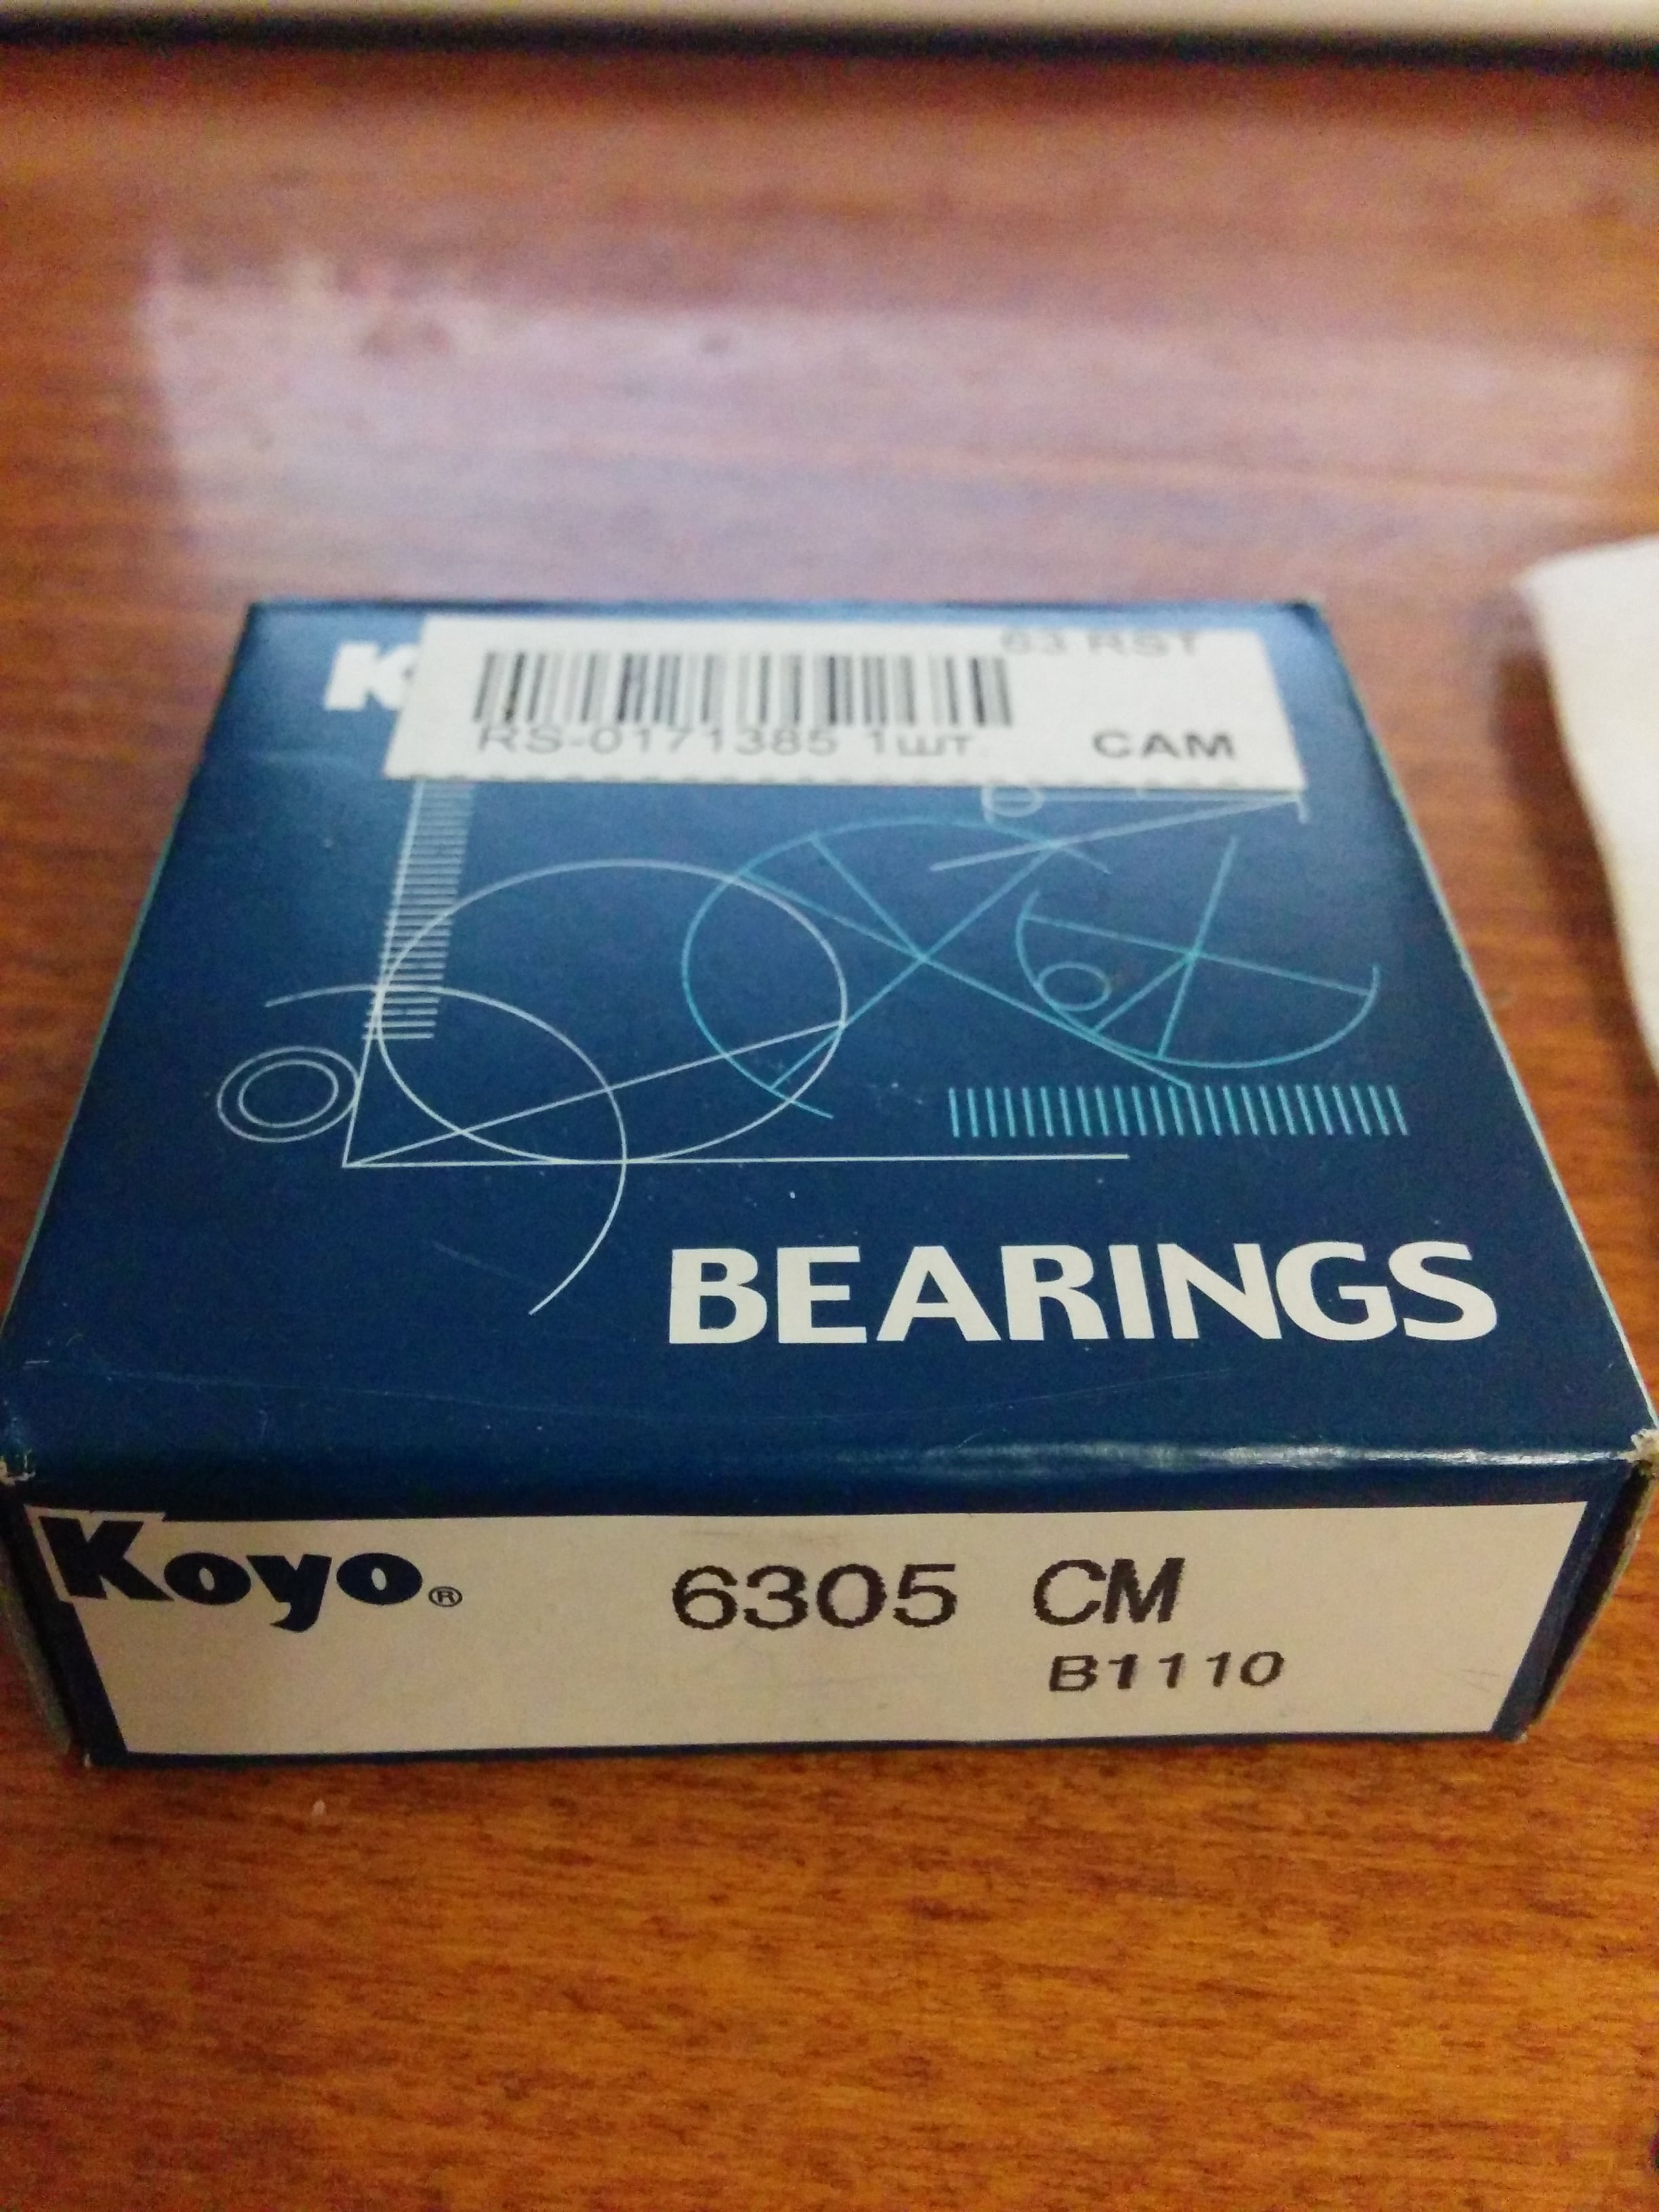 63 RST
RS-0171385 1шт.
CAM
BEARINGS
Koyo®
6305 CM
B1110